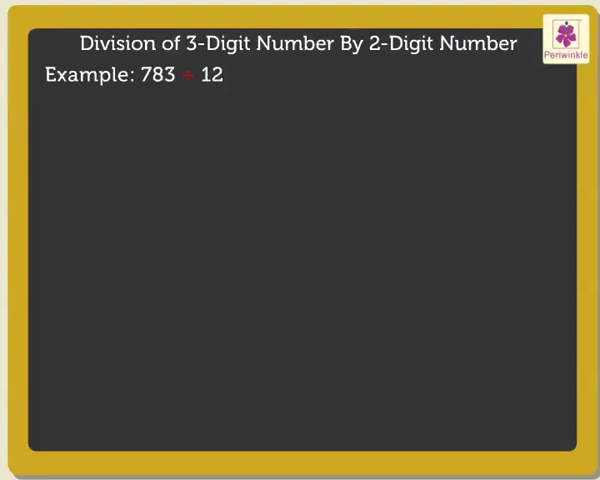 Division of 3-Digit Number By 2-Digit Number
Periwinkle
Example: 783 ÷ 12